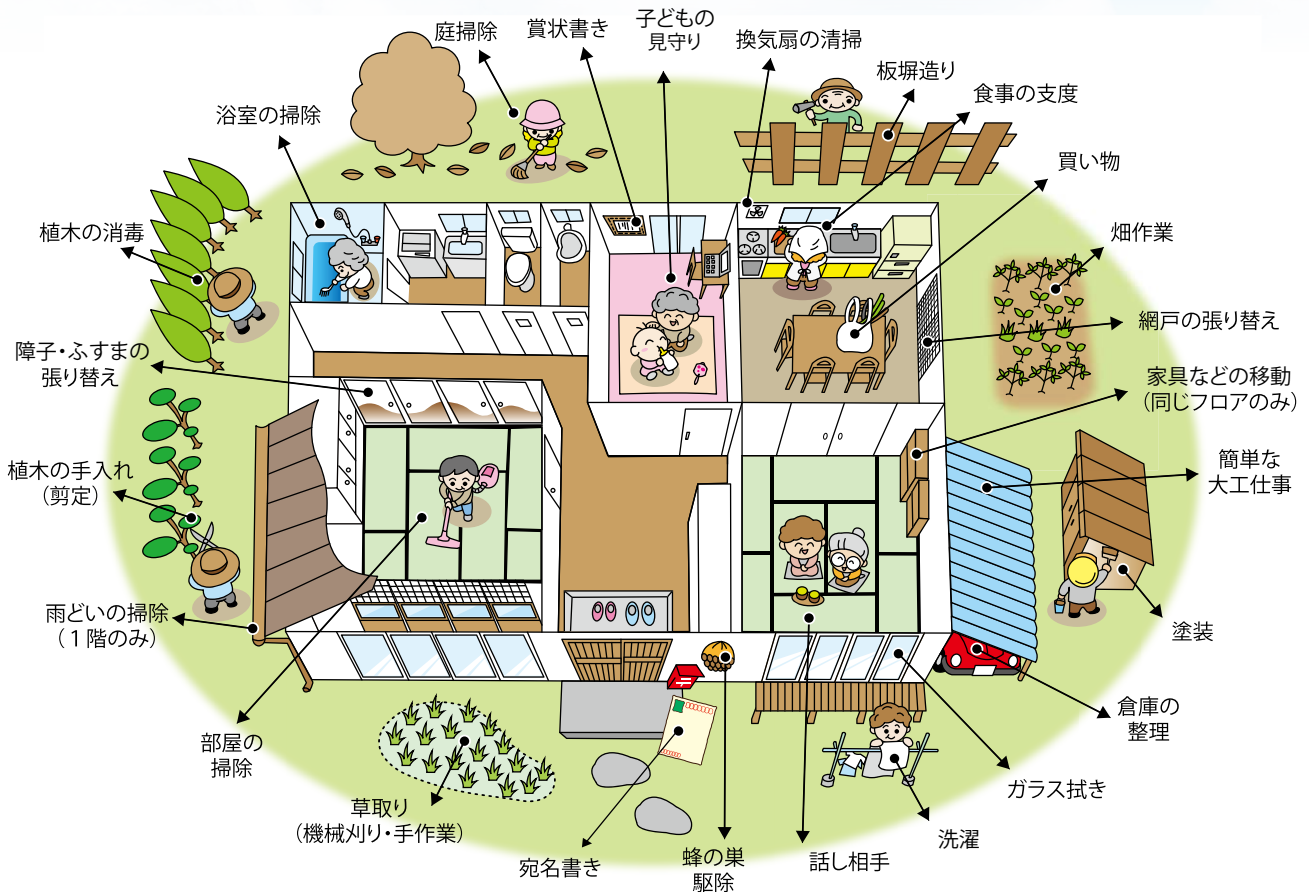 子どもの
見守り
賞状書き
庭掃除
換気扇の清掃
板塀造り
食事の支度
浴室の掃除
買い物
植木の消毒
畑作業
網戸の張り替え
障子・ふすまの
張り替え
家具などの移動
（同じフロアのみ）
植木の手入れ
（剪定）
簡単な
大工仕事
雨どいの掃除
（１階のみ）
塗装
倉庫の
整理
部屋の
掃除
ガラス拭き
草取り
（機械刈り・手作業）
洗濯
宛名書き
蜂の巣
駆除
話し相手